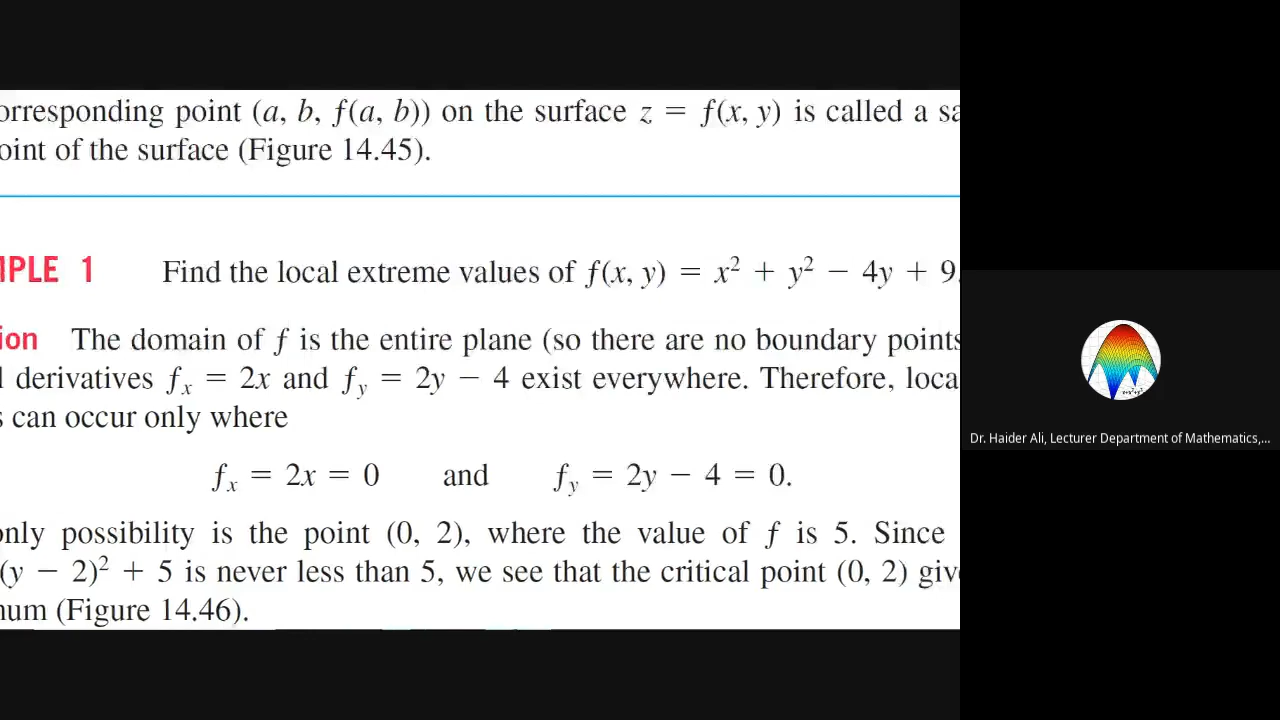 orresponding point (a, b, f(a, b)) on the surface z = f(x, y) is called a sa
oint of the surface (Figure 14.45).
MPLE 1 Find the local extreme values of f(x, y) = x² + y² − 4y + 9.
ion The domain of f is the entire plane (so there are no boundary points
l derivatives fₓ = 2x and f_y = 2y − 4 exist everywhere. Therefore, loca
s can occur only where
fₓ = 2x = 0 and f_y = 2y − 4 = 0.
only possibility is the point (0, 2), where the value of f is 5. Since
(y − 2)² + 5 is never less than 5, we see that the critical point (0, 2) giv
num (Figure 14.46).
Dr. Haider Ali, Lecturer Department of Mathematics,...